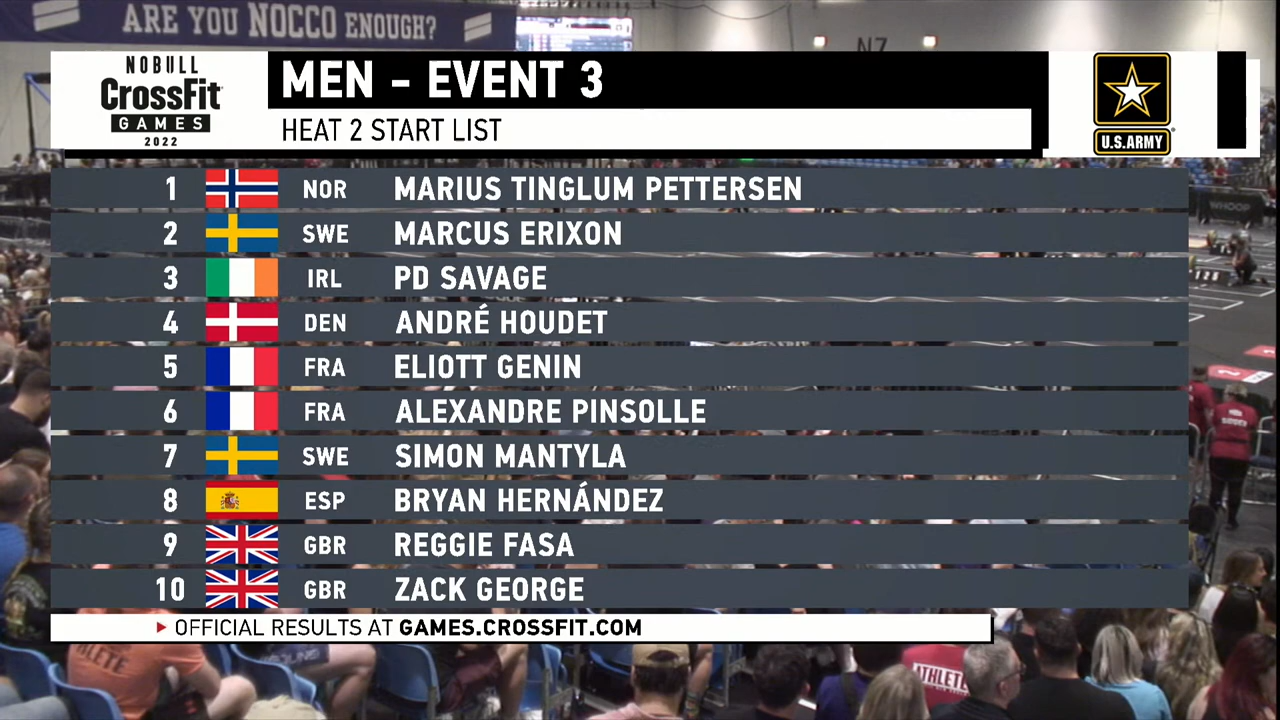 ARE YOU NOCCO ENOUGH?
NOBULL
CrossFit
GAMES
2022
MEN - EVENT 3
HEAT 2 START LIST
U.S.ARMY
1 NOR MARIUS TINGLUM PETTERSEN
2 SWE MARCUS ERIXON
3 IRL PD SAVAGE
4 DEN ANDRÉ HOUDET
5 FRA ELIOTT GENIN
6 FRA ALEXANDRE PINSOLLE
7 SWE SIMON MANTYLA
8 ESP BRYAN HERNÁNDEZ
9 GBR REGGIE FASA
10 GBR ZACK GEORGE
OFFICIAL RESULTS AT GAMES.CROSSFIT.COM
WHOOP
ATHLETE